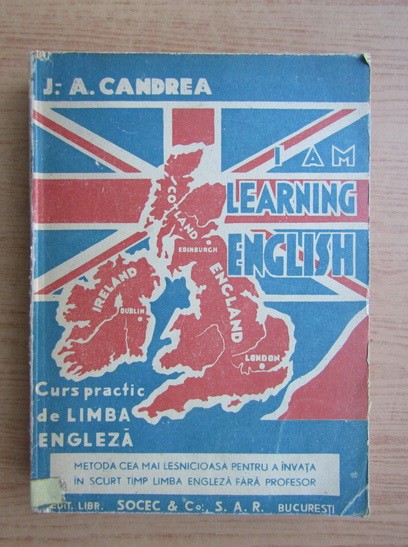 J.-A. CANDREA
I AM
LEARNING
ENGLISH
SCOTLAND
EDINBURGH
IRELAND
DUBLIN
ENGLAND
LONDON
Curs practic
de LIMBA
ENGLEZĂ
METODA CEA MAI LESNICIOASA PENTRU A ÎNVAȚA
ÎN SCURT TIMP LIMBA ENGLEZĂ FĂRĂ PROFESOR
EDIT. LIBR. SOCEC & Co., S. A. R. BUCUREȘTI